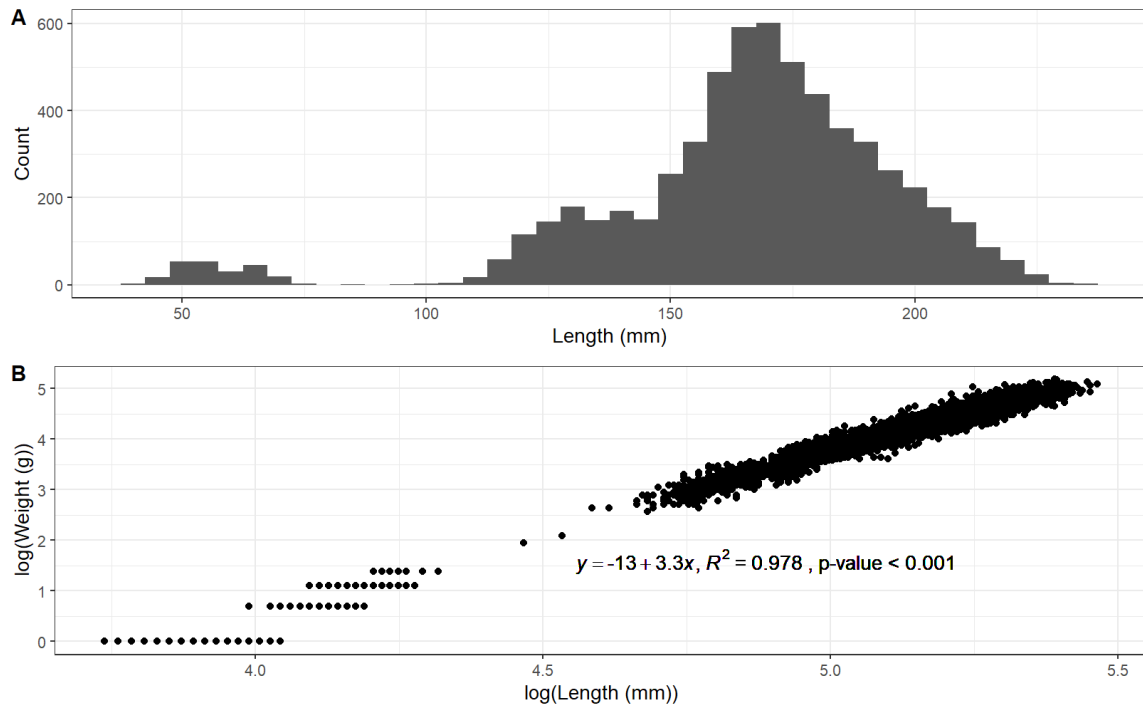 A
600
400
200
0
Count
50
100
150
200
Length (mm)
B
5
4
3
2
1
0
log(Weight (g))
y = -13 + 3.3x, R² = 0.978 , p-value < 0.001
4.0
4.5
5.0
5.5
log(Length (mm))